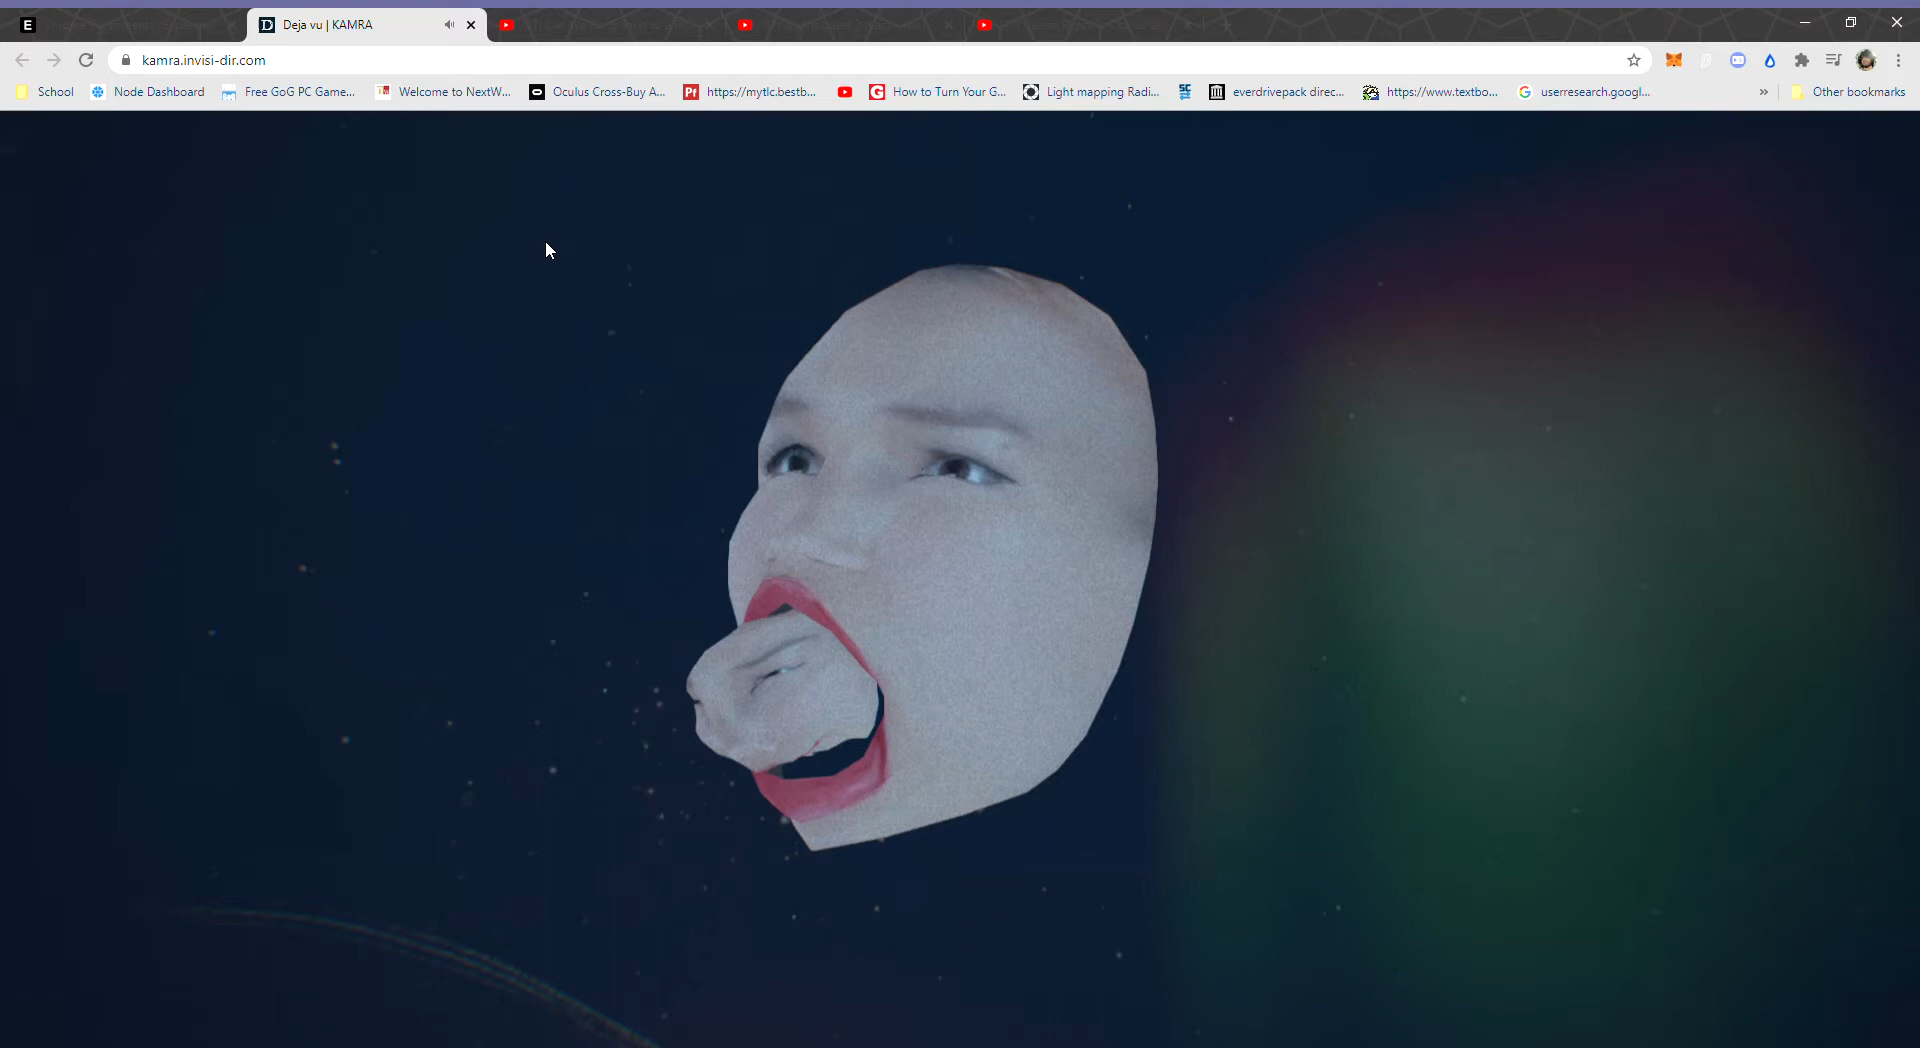 E
D Deja vu | KAMRA
kamra.invisi-dir.com
School Node Dashboard Free GoG PC Game... Welcome to NextW... Oculus Cross-Buy A... Pf https://mytlc.bestb... G How to Turn Your G... Light mapping Radi... SC everdrivepack direc... https://www.textbo... G userresearch.googl... » Other bookmarks